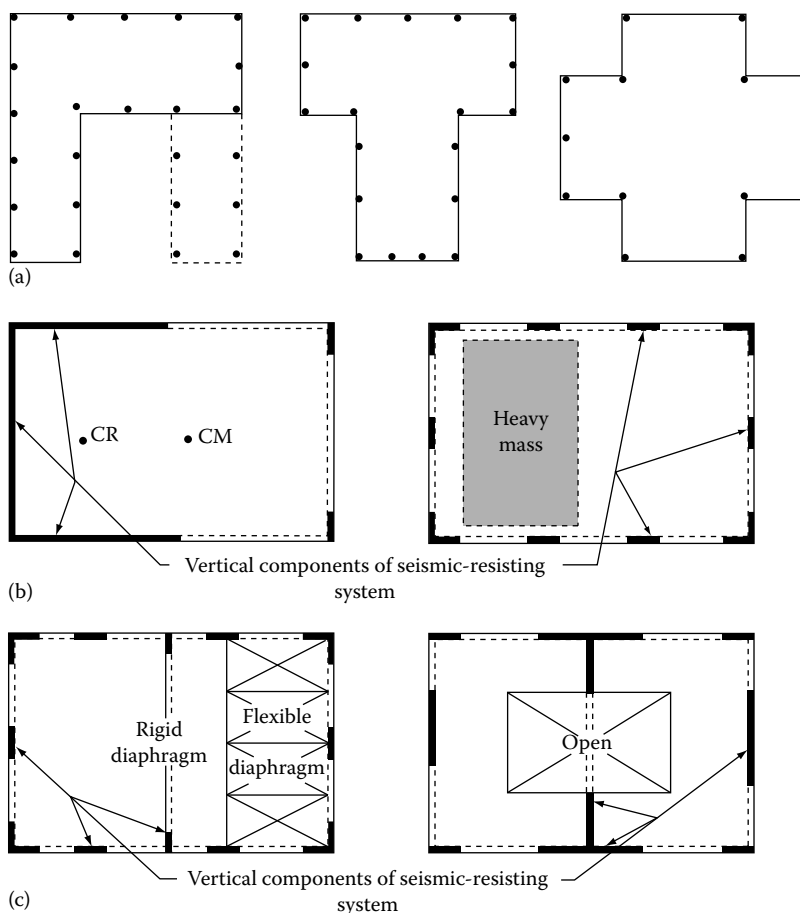 (a)
CR
CM
Heavy
mass
Vertical components of seismic-resisting
system
(b)
Rigid
diaphragm
Flexible
diaphragm
Open
Vertical components of seismic-resisting
system
(c)